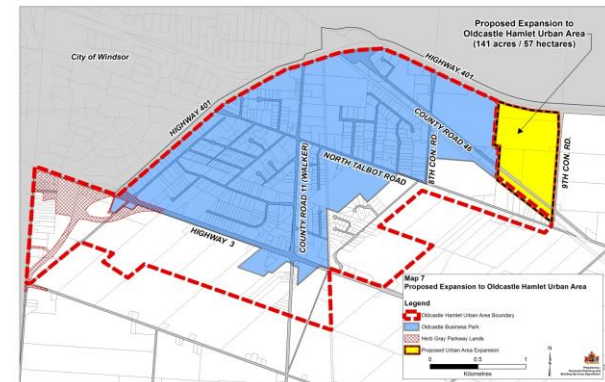 Proposed Expansion to
Oldcastle Hamlet Urban Area
(141 acres / 57 hectares)
City of Windsor
HIGHWAY 401
HIGHWAY 401
COUNTY ROAD 46
8TH CON. RD.
9TH CON. RD.
NORTH TALBOT ROAD
COUNTY ROAD 11 (WALKER)
HIGHWAY 3
Map 7
Proposed Expansion to Oldcastle Hamlet Urban Area
Legend
Oldcastle Hamlet Urban Area Boundary
Oldcastle Business Park
Herb Gray Parkway Lands
Proposed Urban Area Expansion
0 0.5 1
Kilometres